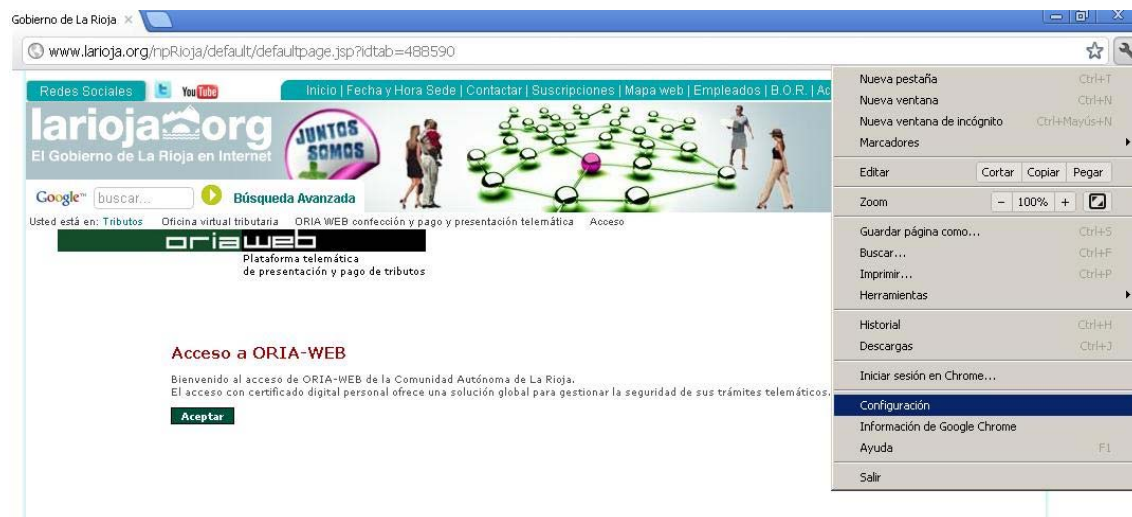 Gobierno de La Rioja
www.larioja.org/npRioja/default/defaultpage.jsp?idtab=488590
Redes Sociales You Tube Inicio | Fecha y Hora Sede | Contactar | Suscripciones | Mapa web | Empleados | B.O.R. |
larioja.org
El Gobierno de La Rioja en Internet
JUNTOS
SOMOS
Google™ buscar... Búsqueda Avanzada
Usted está en: Tributos Oficina virtual tributaria ORIA WEB confección y pago y presentación telemática Acceso
oriaweb
Plataforma telemática
de presentación y pago de tributos
Acceso a ORIA-WEB
Bienvenido al acceso de ORIA-WEB de la Comunidad Autónoma de La Rioja.
El acceso con certificado digital personal ofrece una solución global para gestionar la seguridad de sus trámites telemáticos.
Aceptar
Nueva pestaña Ctrl+T
Nueva ventana Ctrl+N
Nueva ventana de incógnito Ctrl+Mayús+N
Marcadores
Editar Cortar Copiar Pegar
Zoom - 100% +
Guardar página como... Ctrl+S
Buscar... Ctrl+F
Imprimir... Ctrl+P
Herramientas
Historial Ctrl+H
Descargas Ctrl+J
Iniciar sesión en Chrome...
Configuración
Información de Google Chrome
Ayuda F1
Salir